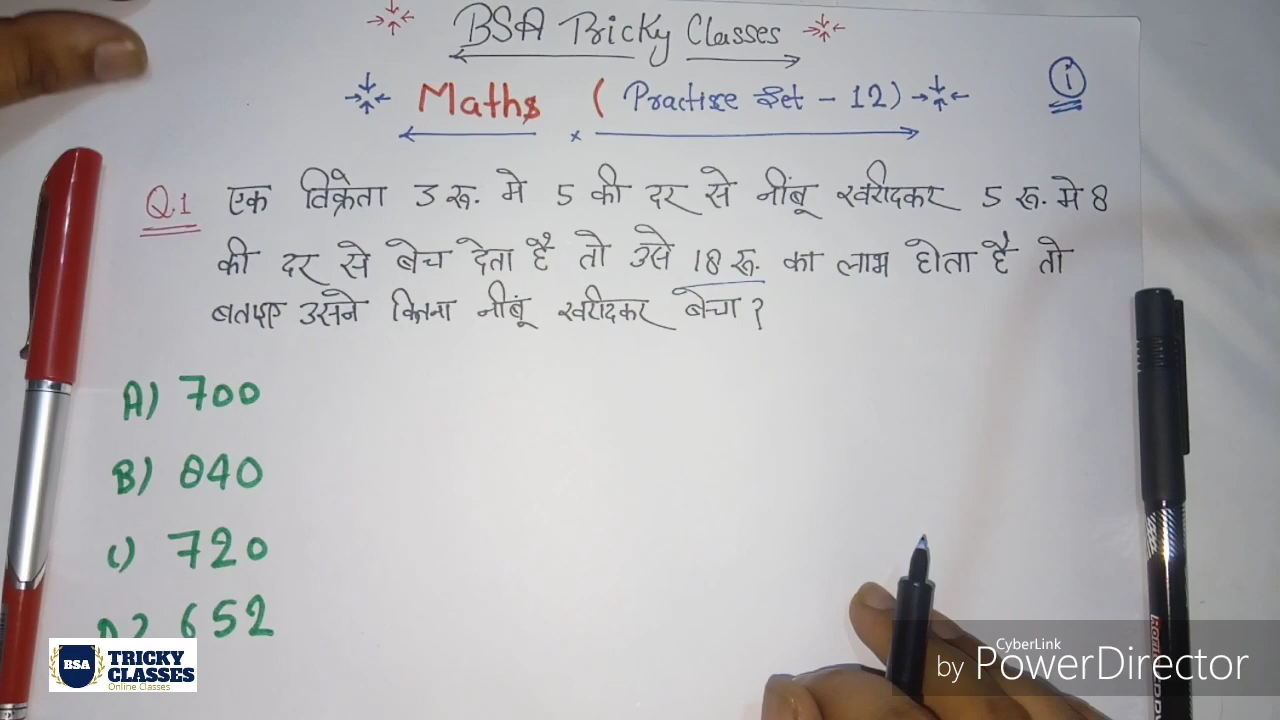 BSA Tricky Classes
Maths ( Practise Set - 12)
i
Q.1 एक विक्रेता 3 रू. मे 5 की दर से नींबू खरीदकर 5 रू. मे 8
की दर से बेच देता है तो उसे 18 रू. का लाभ होता है तो
बताइए उसने कितना नींबूं खरीदकर बेचा ?
A) 700
B) 840
C) 720
D) 652
BSA TRICKY
CLASSES
Online Classes
CyberLink
by PowerDirector